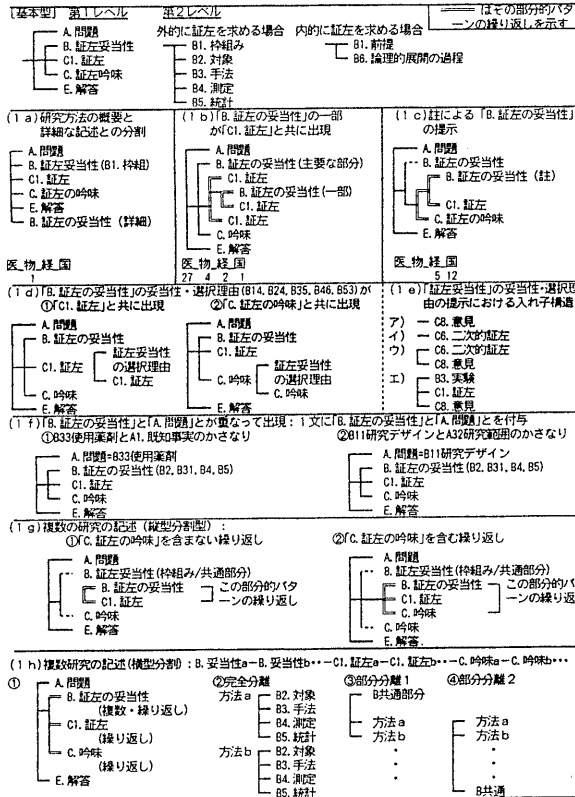 [基本型] 第1レベル 第2レベル ══ はその部分的パタ
ーンの繰り返しを示す
外的に証左を求める場合 内的に証左を求める場合
A. 問題
B. 証左妥当性
C1. 証左
C. 証左吟味
E. 解答
B1. 枠組み
B2. 対象
B3. 手法
B4. 測定
B5. 統計
B1. 前提
B6. 論理的展開の過程
(1a)研究方法の概要と
詳細な記述との分割
A. 問題
B. 証左妥当性(B1. 枠組)
C1. 証左
C. 証左の吟味
E. 解答
B. 証左の妥当性(詳細)
医_物_経_国
1
(1b)「B. 証左の妥当性」の一部
が「C1. 証左」と共に出現
A. 問題
B. 証左の妥当性(主要な部分)
C1. 証左
B. 証左の妥当性(一部)
C1. 証左
C. 吟味
E. 解答
医_物_経_国
27 4 2 1
(1c)註による「B. 証左の妥当性」
の提示
A. 問題
B. 証左の妥当性
B. 証左の妥当性(註)
C1. 証左
C. 証左の吟味
E. 解答
医_物_経_国
5 12
(1d)「B. 証左の妥当性」の妥当性・選択理由(B14, B24, B35, B46, B53)が
①「C1. 証左」と共に出現 ②「C. 証左の吟味」と共に出現
A. 問題
B. 証左の妥当性
C1. 証左
証左妥当性
の選択理由
C1. 証左
C. 吟味
E. 解答
A. 問題
B. 証左の妥当性
C1. 証左
C. 吟味
証左妥当性
の選択理由
C. 吟味
E. 解答
(1e)「証左妥当性」の妥当性・選択理
由の提示における入れ子構造
ア) C8. 意見
イ) C6. 二次的証左
ウ) C6. 二次的証左
C8. 意見
エ) B3. 実験
C1. 証左
C8. 意見
(1f)「B. 証左の妥当性」と「A. 問題」とが重なって出現:1文に「B. 証左の妥当性」と「A. 問題」とを付与
①B33使用薬剤とA1. 既知事実のかさなり ②B11研究デザインとA32研究範囲のかさなり
A. 問題=B33使用薬剤
B. 証左の妥当性(B2, B31, B4, B5)
C1. 証左
C. 吟味
E. 解答
A. 問題=B11研究デザイン
B. 証左の妥当性(B2, B31, B4, B5)
C1. 証左
C. 吟味
E. 解答
(1g)複数の研究の記述(縦型分割型):
①「C. 証左の吟味」を含まない繰り返し ②「C. 証左の吟味」を含む繰り返し
A. 問題
B. 証左妥当性(枠組み/共通部分)
B. 証左の妥当性
C1. 証左
この部分的パタ
ーンの繰り返し
C. 吟味
E. 解答
A. 問題
B. 証左妥当性(枠組み/共通部分)
B. 証左の妥当性
C1. 証左
C. 吟味
この部分的パタ
ーンの繰り返し
C. 吟味
E. 解答.
(1h)複数研究の記述(横型分割):B. 妥当性a─B. 妥当性b・・─C1. 証左a─C1. 証左b・・─C. 吟味a─C. 吟味b・・・
① ②完全分離 ③部分分離1 ④部分分離2
A. 問題
B. 証左の妥当性
(複数・繰り返し)
C1. 証左
(繰り返し)
C. 吟味
(繰り返し)
E. 解答
方法a
B2. 対象
B3. 手法
B4. 測定
B5. 統計
方法b
B2. 対象
B3. 手法
B4. 測定
B5. 統計
B共通部分
方法a
方法b
・
・
・
方法a
方法b
・
・
・
B共通